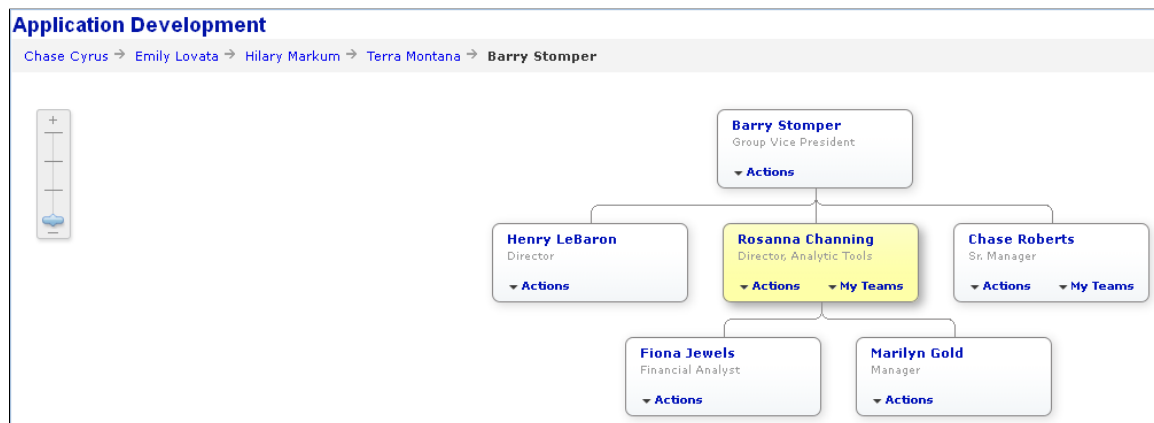 Application Development
Chase Cyrus → Emily Lovata → Hilary Markum → Terra Montana → Barry Stomper
+
Barry Stomper
Group Vice President
Actions
−
Henry LeBaron
Director
Actions
Rosanna Channing
Director, Analytic Tools
Actions My Teams
Chase Roberts
Sr. Manager
Actions My Teams
Fiona Jewels
Financial Analyst
Actions
Marilyn Gold
Manager
Actions